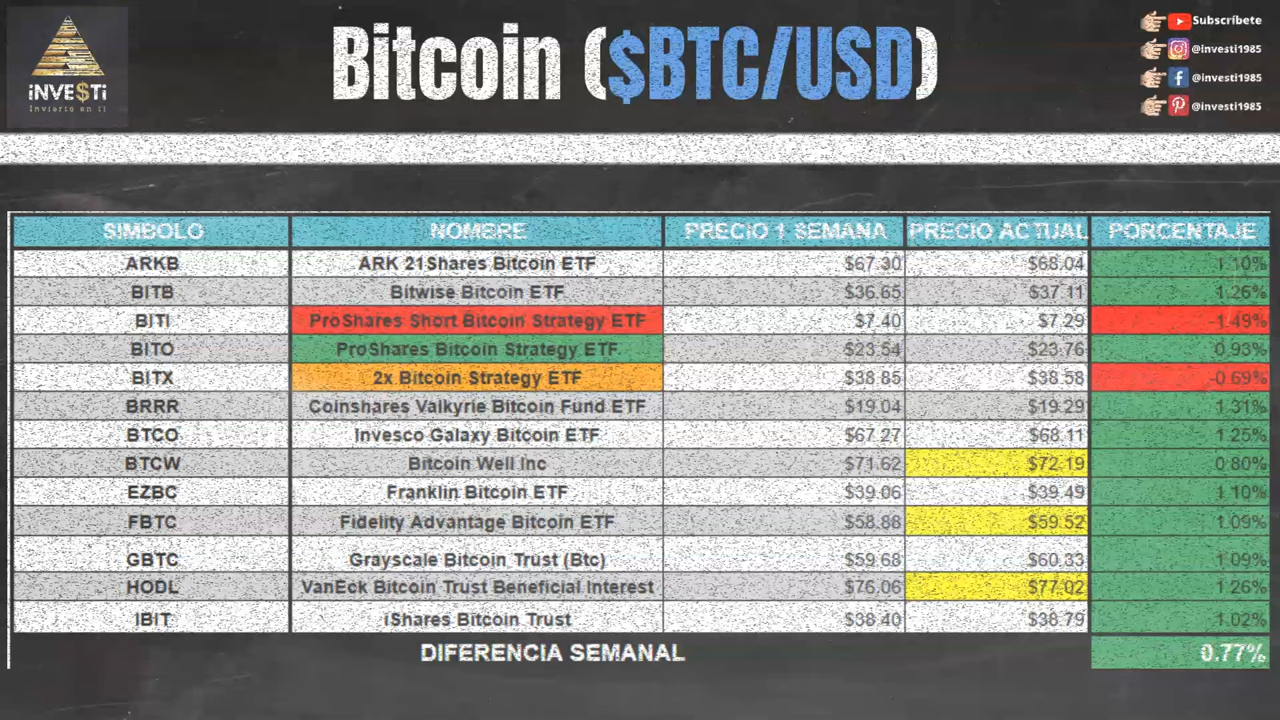 iNVE$Ti
Invierto en ti
Bitcoin ($BTC/USD)
Subscríbete
@investi1985
@investi1985
@investi1985
SIMBOLO NOMBRE PRECIO 1 SEMANA PRECIO ACTUAL PORCENTAJE
ARKB ARK 21Shares Bitcoin ETF $67.30 $68.04 1.10%
BITB Bitwise Bitcoin ETF $36.65 $37.11 1.26%
BITI ProShares Short Bitcoin Strategy ETF $7.40 $7.29 -1.49%
BITO ProShares Bitcoin Strategy ETF $23.54 $23.76 0.93%
BITX 2x Bitcoin Strategy ETF $38.85 $38.58 -0.69%
BRRR Coinshares Valkyrie Bitcoin Fund ETF $19.04 $19.29 1.31%
BTCO Invesco Galaxy Bitcoin ETF $67.27 $68.11 1.25%
BTCW Bitcoin Well Inc $71.62 $72.19 0.80%
EZBC Franklin Bitcoin ETF $39.06 $39.49 1.10%
FBTC Fidelity Advantage Bitcoin ETF $58.88 $59.52 1.09%
GBTC Grayscale Bitcoin Trust (Btc) $59.68 $60.33 1.09%
HODL VanEck Bitcoin Trust Beneficial Interest $76.06 $77.02 1.26%
IBIT iShares Bitcoin Trust $38.40 $38.79 1.02%
DIFERENCIA SEMANAL 0.77%